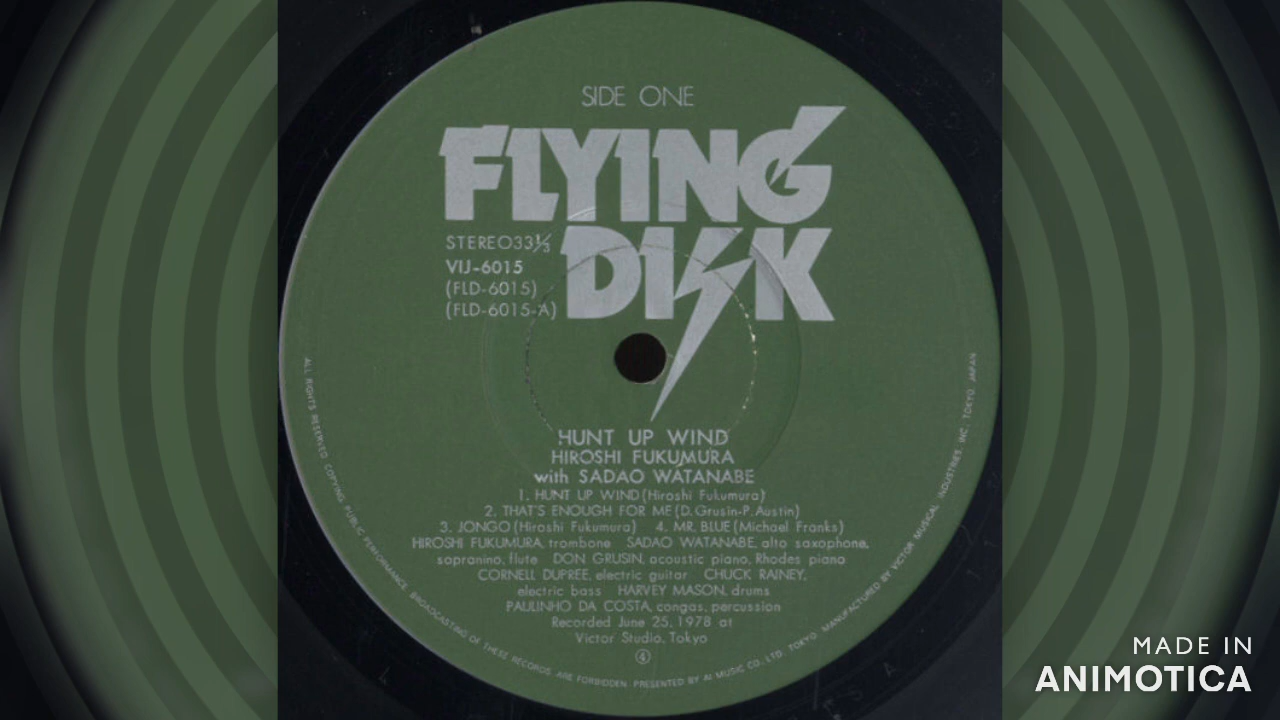 SIDE ONE
FLYING
DISK
STEREO33⅓
VIJ-6015
(FLD-6015)
(FLD-6015-A)
HUNT UP WIND
HIROSHI FUKUMURA
with SADAO WATANABE
1. HUNT UP WIND (Hiroshi Fukumura)
2. THAT'S ENOUGH FOR ME (D. Grusin-P. Austin)
3. JONGO (Hiroshi Fukumura) 4. MR. BLUE (Michael Franks)
HIROSHI FUKUMURA, trombone SADAO WATANABE, alto saxophone,
sopranino, flute DON GRUSIN, acoustic piano, Rhodes piano
CORNELL DUPREE, electric guitar CHUCK RAINEY,
electric bass HARVEY MASON, drums
PAULINHO DA COSTA, congas, percussion
Recorded June 25, 1978 at
Victor Studio, Tokyo
④
ALL RIGHTS RESERVED COPYING PUBLIC PERFORMANCE BROADCASTING OF THESE RECORDS ARE FORBIDDEN · PRESENTED BY AI MUSIC CO., LTD. TOKYO MANUFACTURED BY VICTOR MUSICAL INDUSTRIES, INC. TOKYO JAPAN
MADE IN
ANIMOTICA